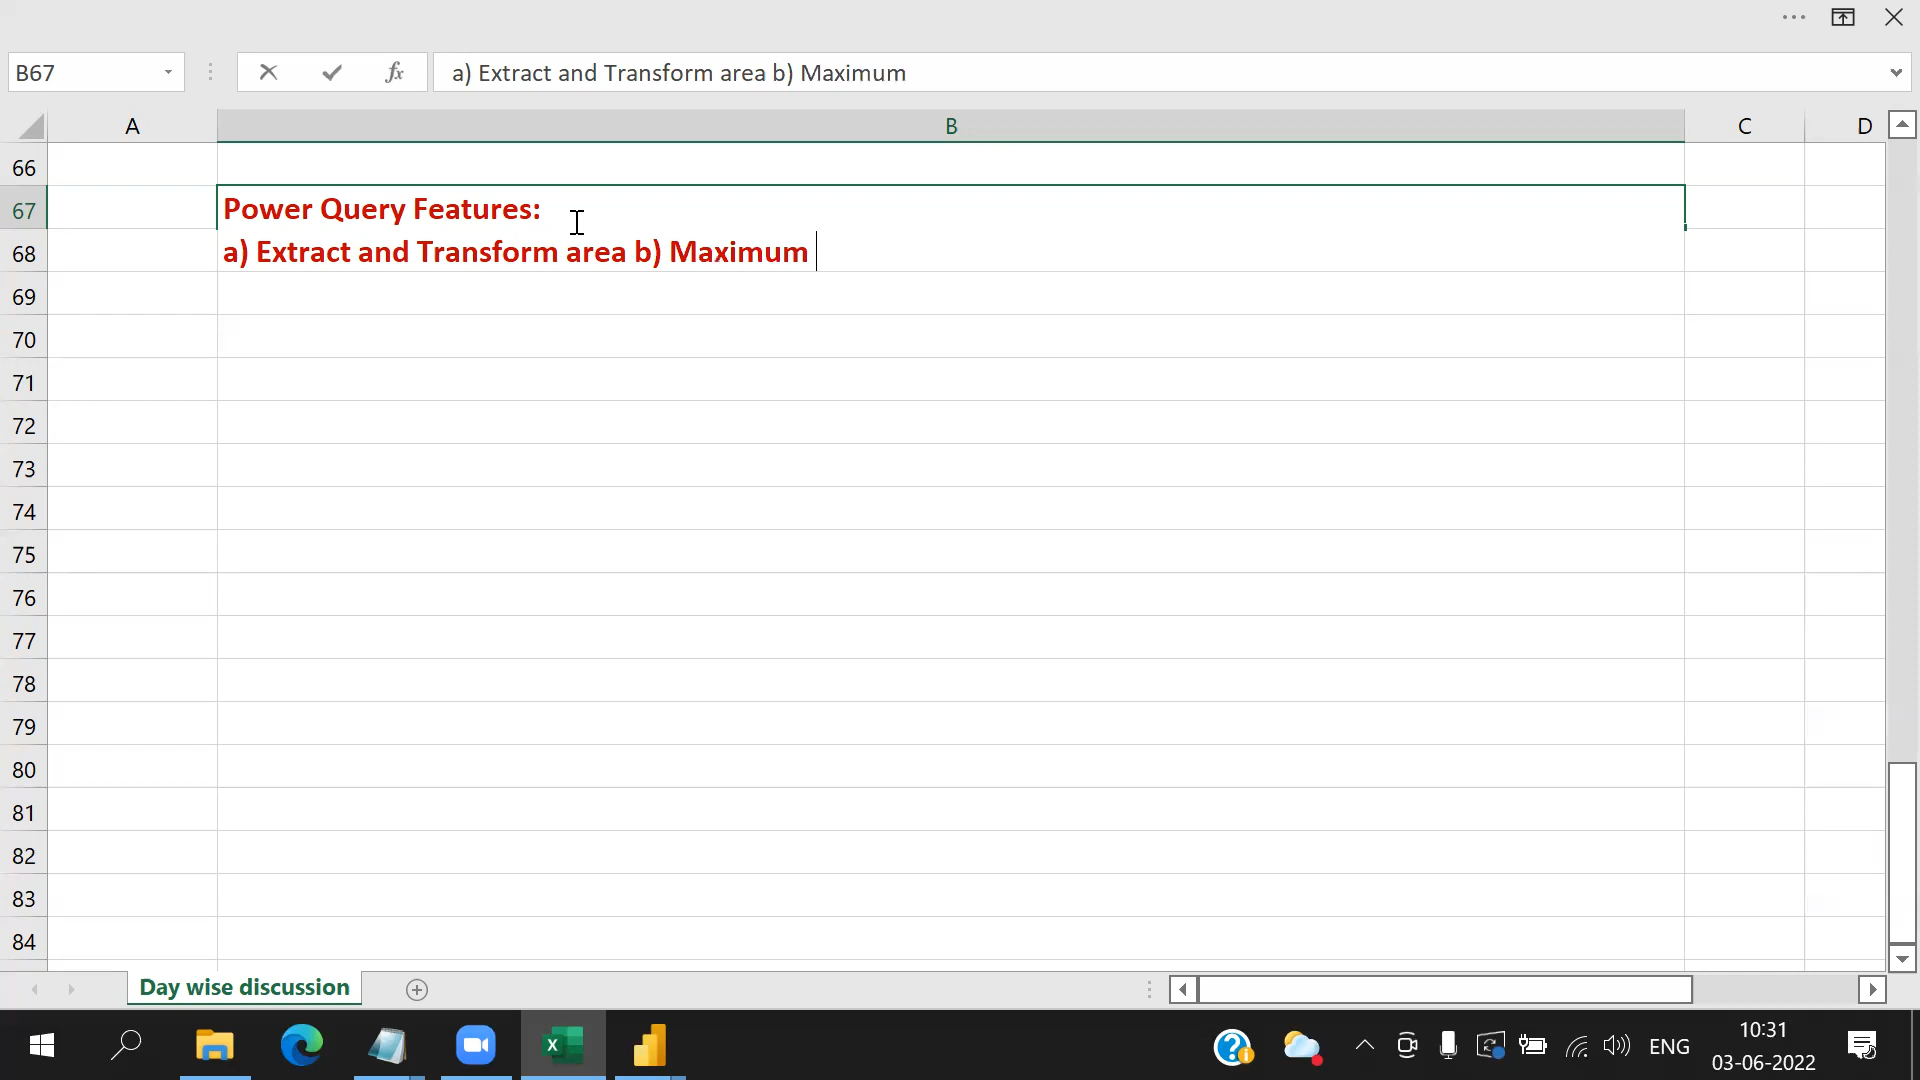 B67
fx
a) Extract and Transform area b) Maximum
A
B
C
D
66
67
Power Query Features:
68
a) Extract and Transform area b) Maximum
69
70
71
72
73
74
75
76
77
78
79
80
81
82
83
84
Day wise discussion
ENG
10:31
03-06-2022